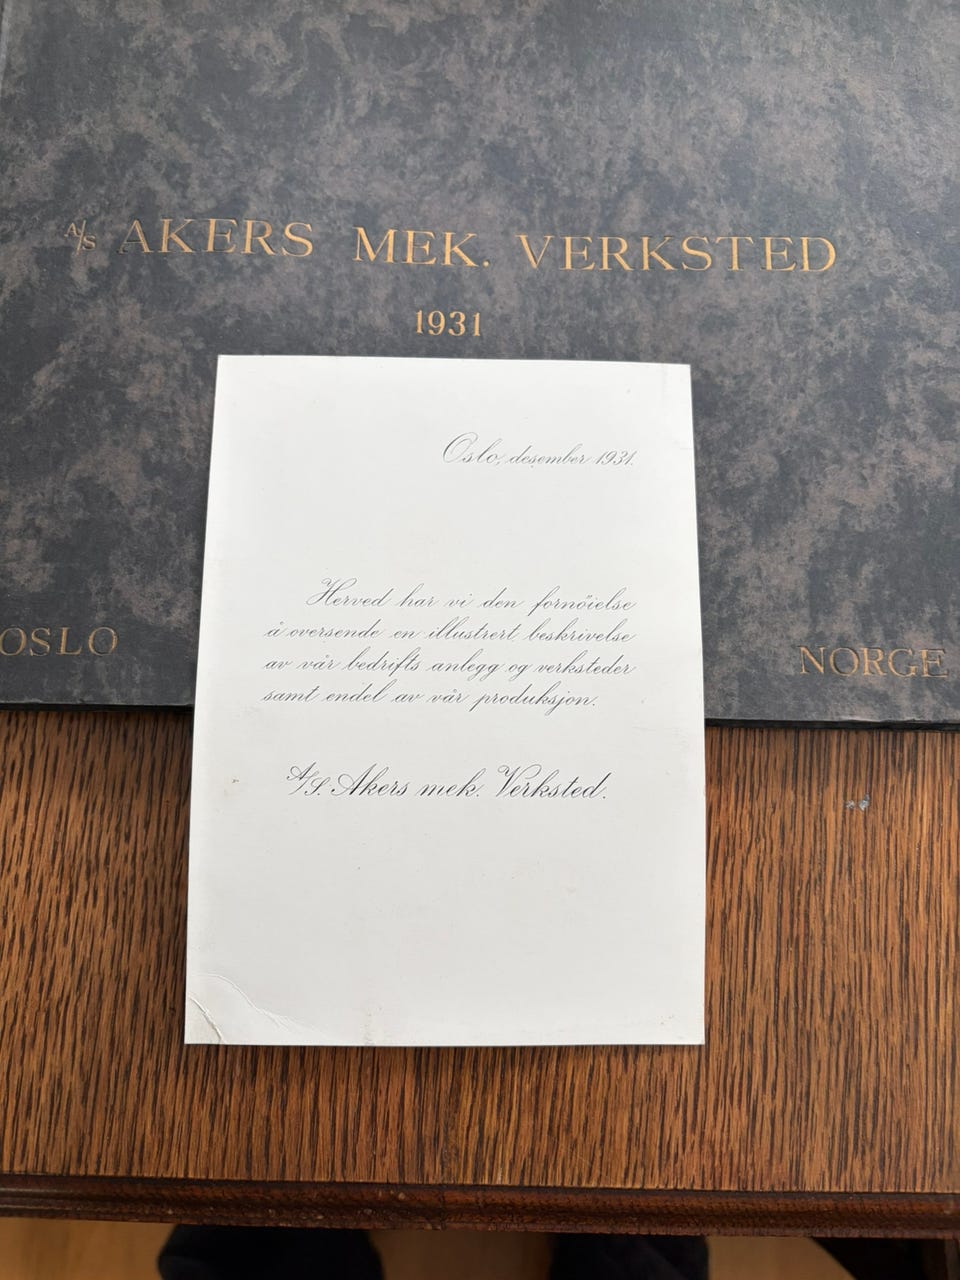 A/S AKERS MEK. VERKSTED
1931
OSLO
NORGE
Oslo, desember 1931.
Herved har vi den fornöielse
å oversende en illustrert beskrivelse
av vår bedrifts anlegg og verksteder
samt endel av vår produksjon.
A/S. Akers mek. Verksted.